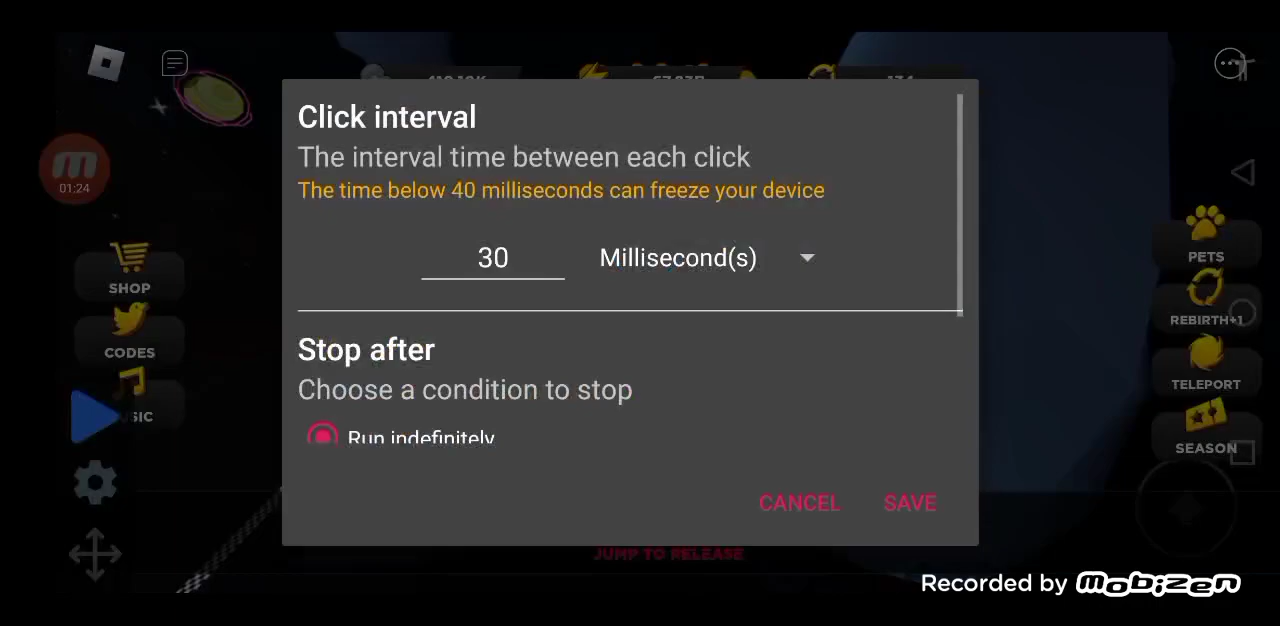 Click interval
The interval time between each click
The time below 40 milliseconds can freeze your device
30 Millisecond(s)
Stop after
Choose a condition to stop
Run indefinitely
CANCEL SAVE
01:24
SHOP
CODES
SIC
PETS
REBIRTH+1
TELEPORT
SEASON
JUMP TO RELEASE
Recorded by mobizen